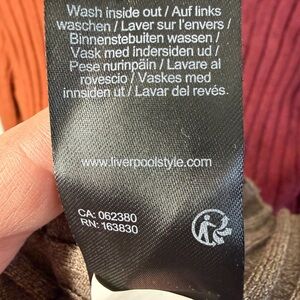 Wash inside out / Auf links
waschen / Laver sur l'envers /
Binnenstebuiten wassen /
Vask med indersiden ud /
Pese nurinpäin / Lavare al
rovescio / Vaskes med
innsiden ut / Lavar del revés.
www.liverpoolstyle.com
CA: 062380
RN: 163830